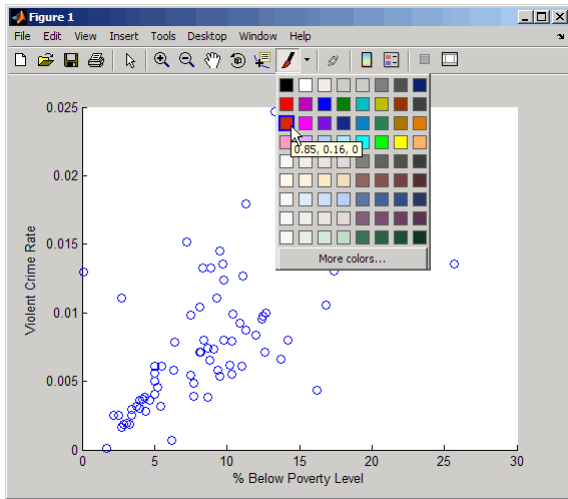 Figure 1
File Edit View Insert Tools Desktop Window Help
0.85, 0.16, 0
More colors...
0.025
0.02
0.015
0.01
0.005
0
Violent Crime Rate
0 5 10 15 20 25 30
% Below Poverty Level